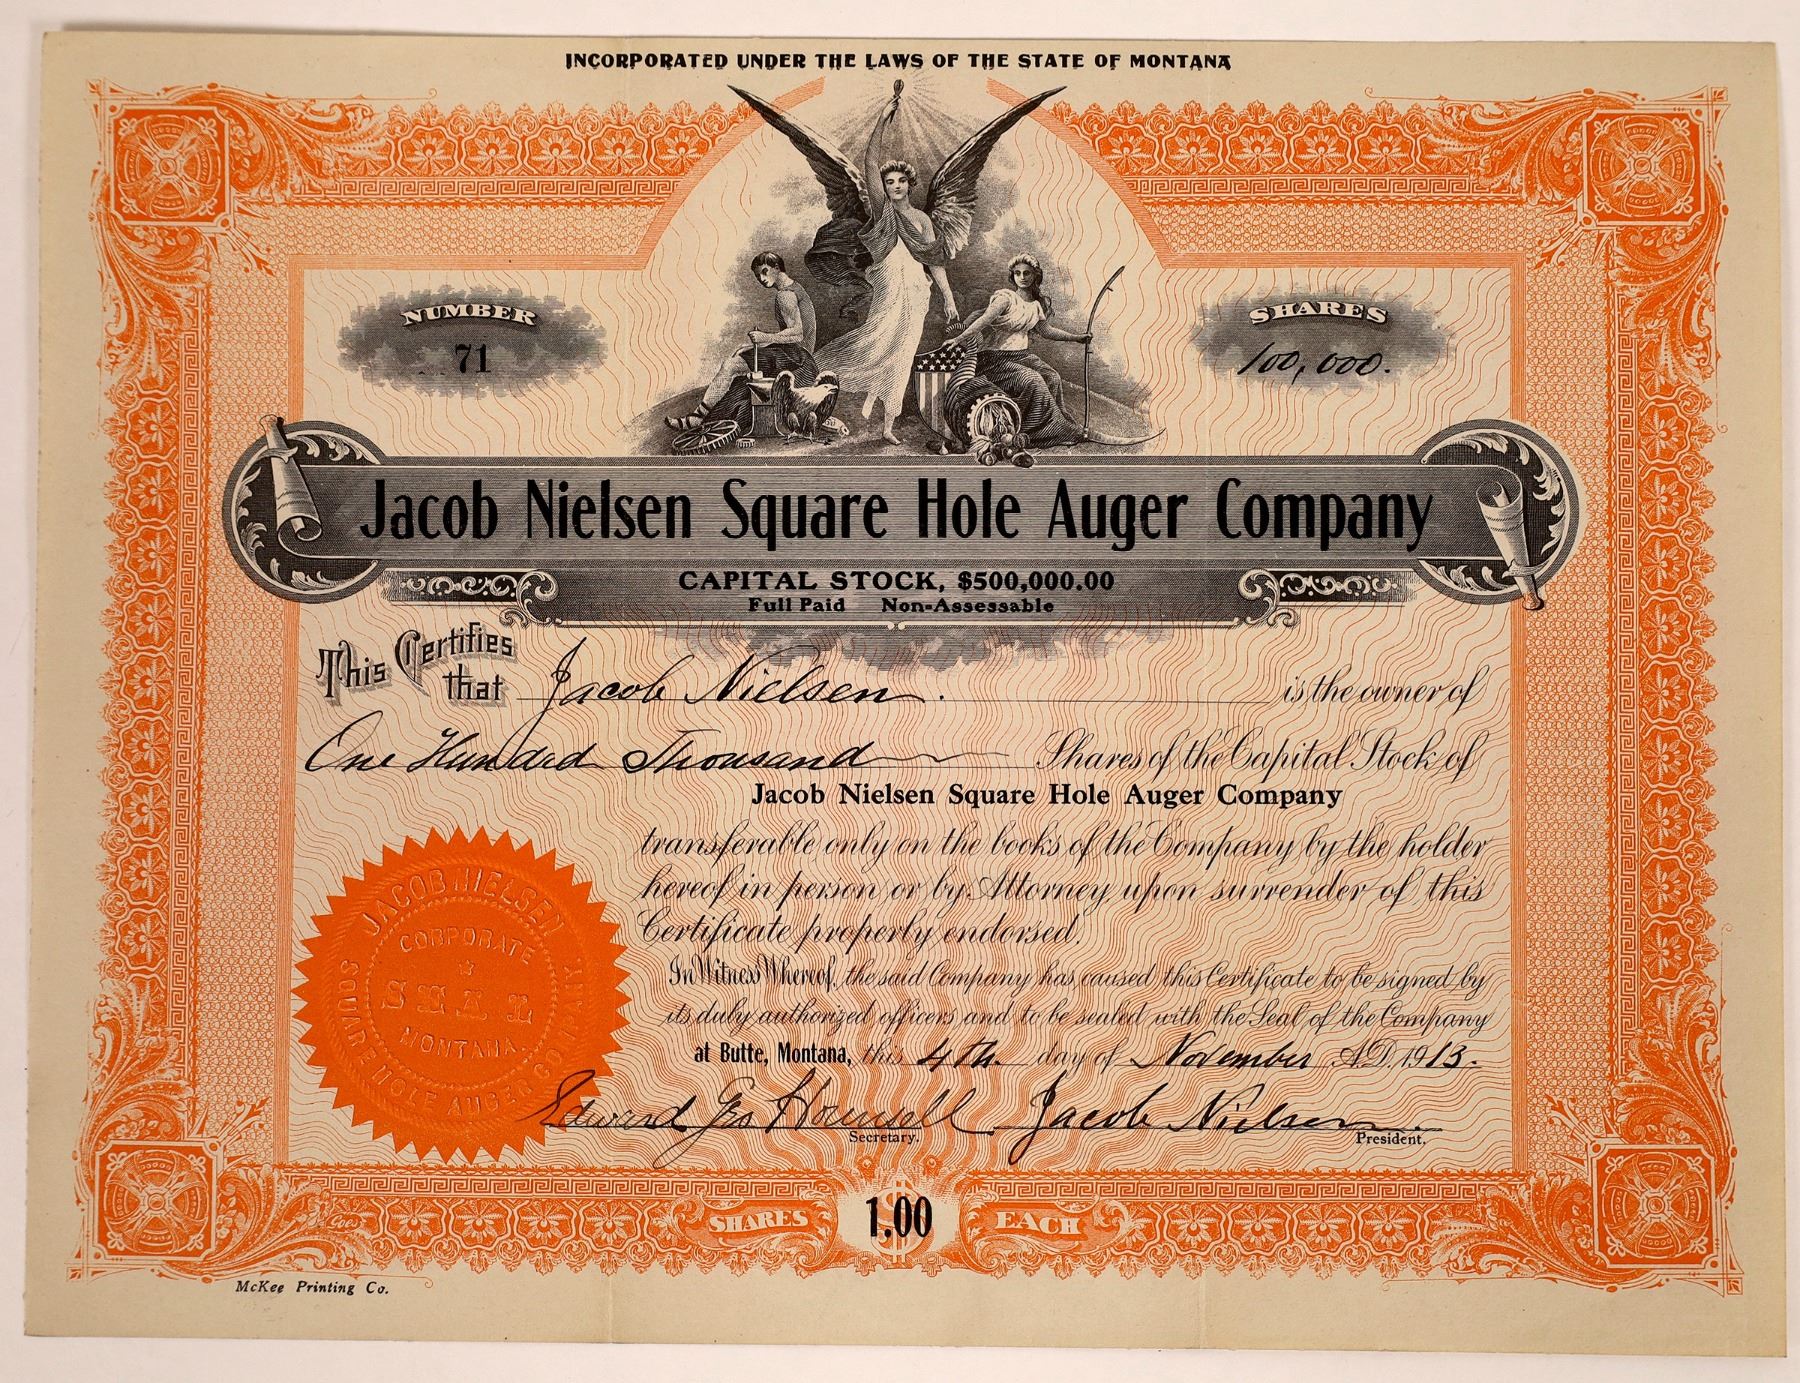 INCORPORATED UNDER THE LAWS OF THE STATE OF MONTANA
NUMBER
71
SHARES
100,000.
Jacob Nielsen Square Hole Auger Company
CAPITAL STOCK, $500,000.00
Full Paid Non-Assessable
This Certifies that Jacob Nielsen. is the owner of
One Hundred Thousand Shares of the Capital Stock of
Jacob Nielsen Square Hole Auger Company
transferable only on the books of the Company by the holder
hereof in person or by Attorney upon surrender of this
Certificate properly endorsed.
In Witness Whereof, the said Company has caused this Certificate to be signed by
its duly authorized officers and to be sealed with the Seal of the Company
at Butte, Montana, this 4th. day of November A.D. 1913.
JACOB NIELSEN SQUARE HOLE AUGER CO.
CORPORATE
SEAL
MONTANA.
Edward Geo Hounsell Jacob Nielsen
Secretary. President.
SHARES $ 1.00 EACH
Goes
McKee Printing Co.